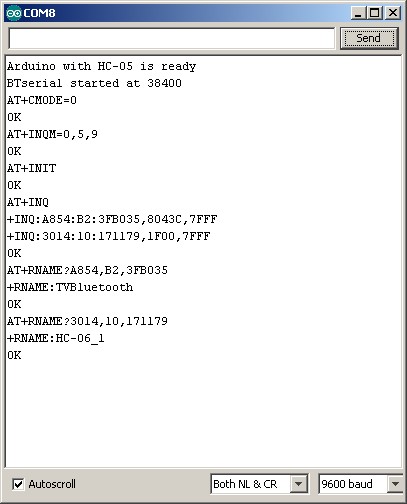 COM8
Send
Arduino with HC-05 is ready
BTserial started at 38400
AT+CMODE=0
OK
AT+INQM=0,5,9
OK
AT+INIT
OK
AT+INQ
+INQ:A854:B2:3FB035,8043C,7FFF
+INQ:3014:10:171179,1F00,7FFF
OK
AT+RNAME?A854,B2,3FB035
+RNAME:TVBluetooth
OK
AT+RNAME?3014,10,171179
+RNAME:HC-06_1
OK
Autoscroll
Both NL & CR
9600 baud